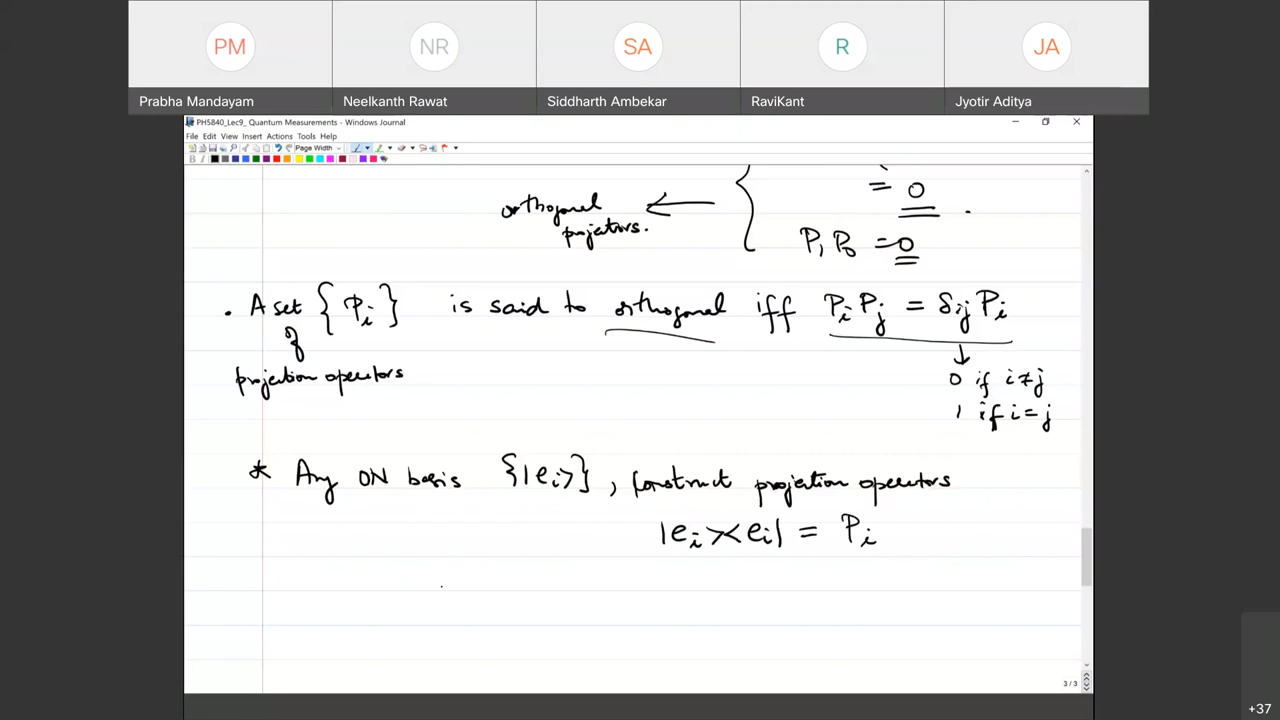 PM
NR
SA
R
JA
Prabha Mandayam
Neelkanth Rawat
Siddharth Ambekar
RaviKant
Jyotir Aditya
PH5840_Lec9_ Quantum Measurements - Windows Journal
File Edit View Insert Actions Tools Help
Page Width
B I
= 0
orthogonal
projectors.
P₁ P₀ = 0
. A set {Pᵢ} is said to orthogonal iff PᵢPⱼ = δᵢⱼ Pᵢ
of
projection operators
0 if i≠j
1 if i=j
* Any ON basis {|eᵢ>}, construct projection operators
|eᵢ><eᵢ| = Pᵢ
3 / 3
+37